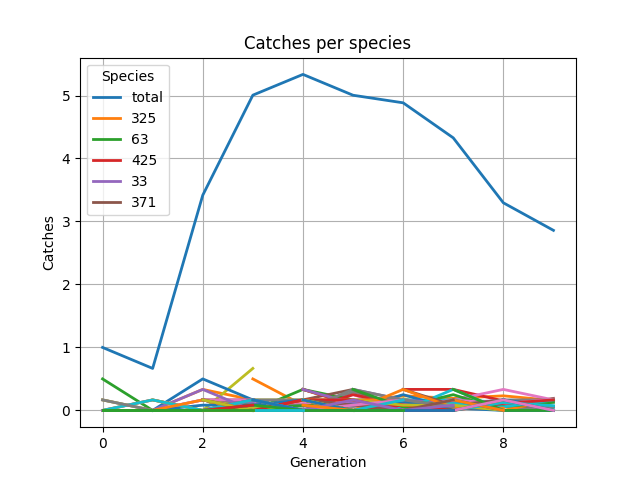 Catches per species
Species
total
325
63
425
33
371
5
4
3
2
1
0
Catches
0 2 4 6 8
Generation